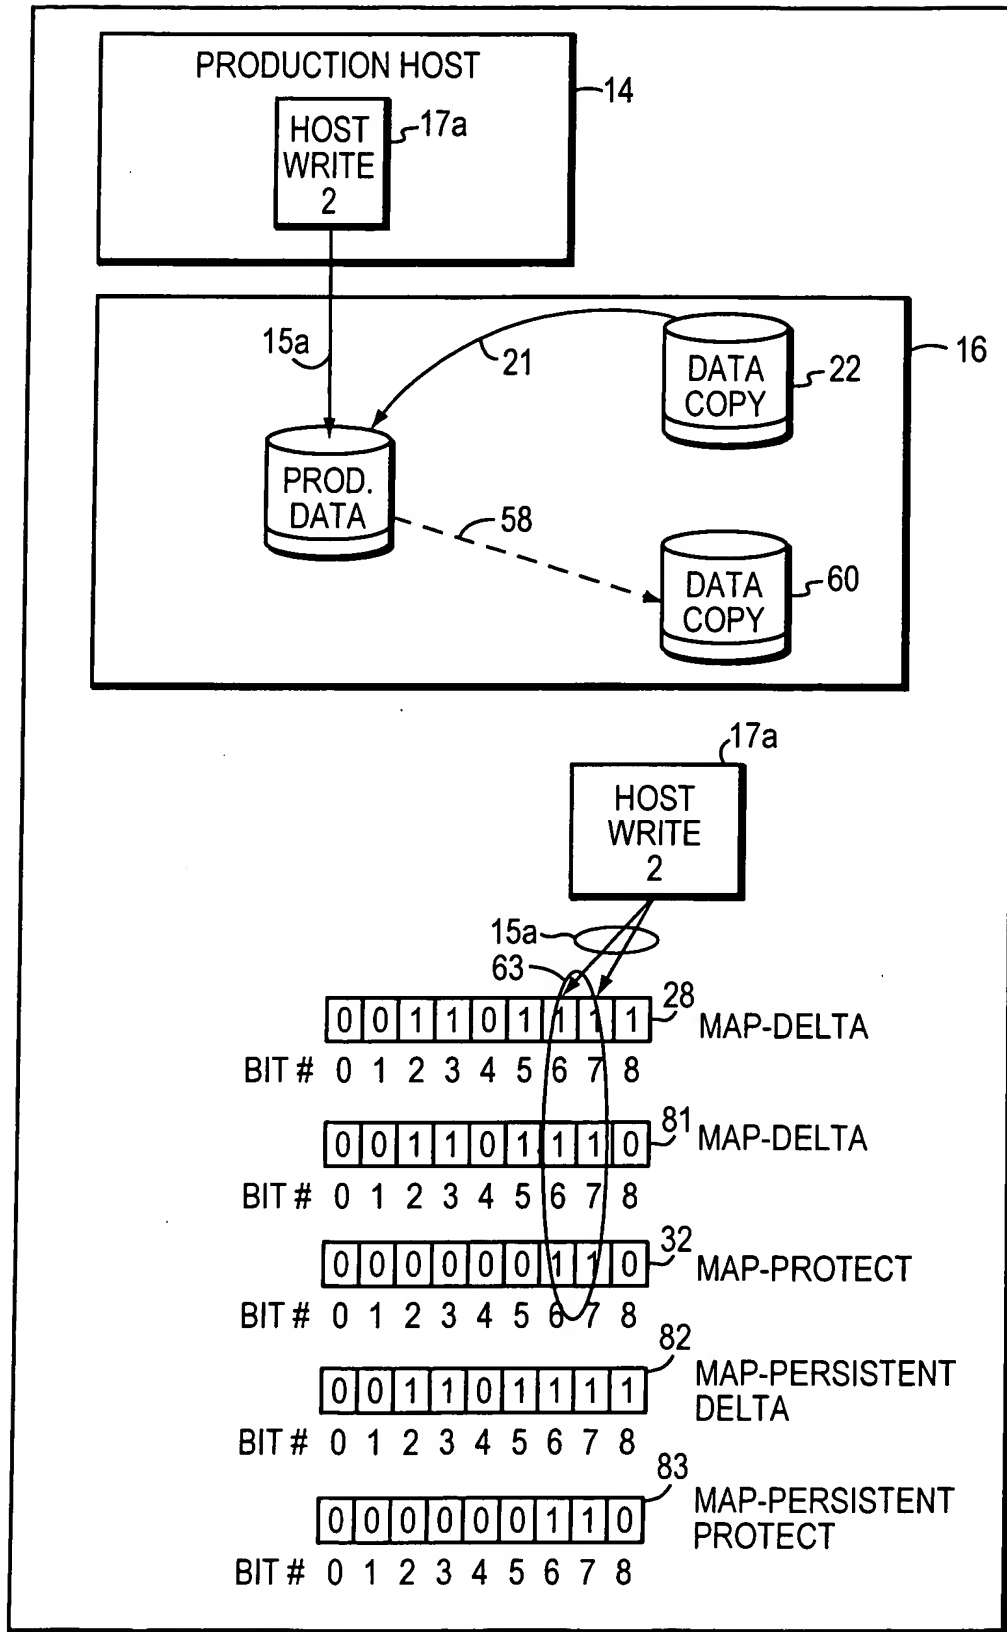 PRODUCTION HOST
14
HOST
WRITE
2
17a
15a
21
DATA
COPY
22
16
PROD.
DATA
58
DATA
COPY
60
17a
HOST
WRITE
2
15a
63
0 0 1 1 0 1 1 1 1
28
MAP-DELTA
BIT # 0 1 2 3 4 5 6 7 8
0 0 1 1 0 1 1 1 0
81
MAP-DELTA
BIT # 0 1 2 3 4 5 6 7 8
0 0 0 0 0 0 1 1 0
32
MAP-PROTECT
BIT # 0 1 2 3 4 5 6 7 8
82
0 0 1 1 0 1 1 1 1
MAP-PERSISTENT
DELTA
BIT # 0 1 2 3 4 5 6 7 8
83
0 0 0 0 0 0 1 1 0
MAP-PERSISTENT
PROTECT
BIT # 0 1 2 3 4 5 6 7 8